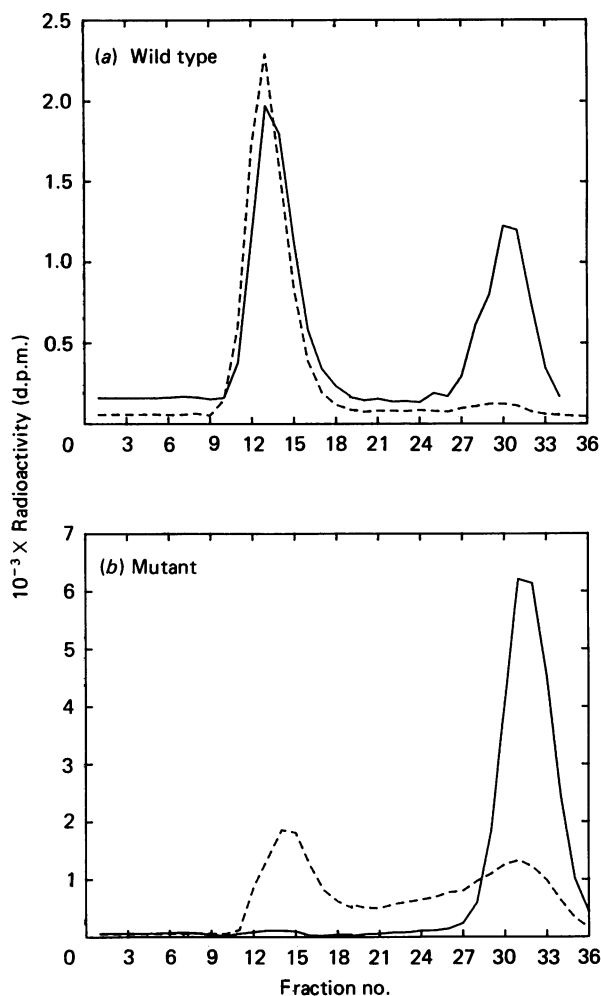 2.5
(a) Wild type
2.0
1.5
1.0
0.5
0 3 6 9 12 15 18 21 24 27 30 33 36
10⁻³ X Radioactivity (d.p.m.)
7
(b) Mutant
6
5
4
3
2
1
0 3 6 9 12 15 18 21 24 27 30 33 36
Fraction no.